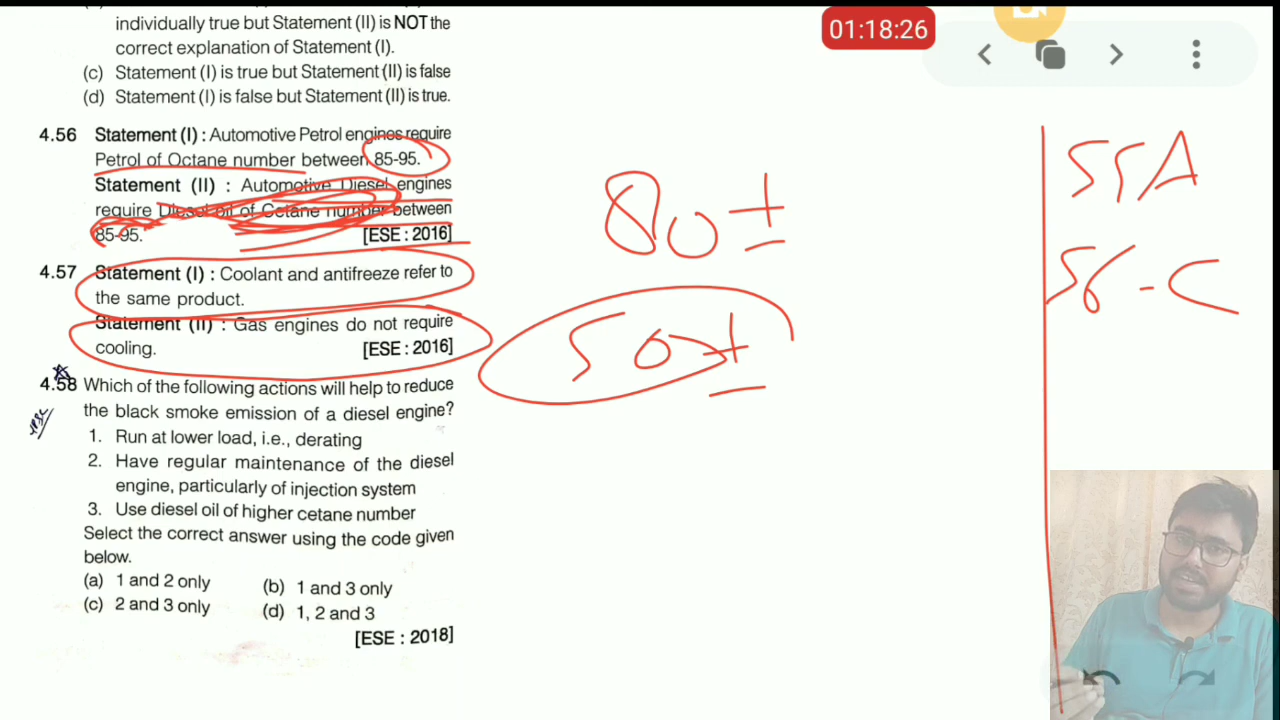 individually true but Statement (II) is NOT the
correct explanation of Statement (I).
(c) Statement (I) is true but Statement (II) is false
(d) Statement (I) is false but Statement (II) is true.
4.56 Statement (I) : Automotive Petrol engines require
Petrol of Octane number between 85-95.
Statement (II) : Automotive Diesel engines
require Diesel oil of Cetane number between
85-95. [ESE : 2016]
4.57 Statement (I) : Coolant and antifreeze refer to
the same product.
Statement (II) : Gas engines do not require
cooling. [ESE : 2016]
4.58 Which of the following actions will help to reduce
the black smoke emission of a diesel engine?
1. Run at lower load, i.e., derating
2. Have regular maintenance of the diesel
engine, particularly of injection system
3. Use diesel oil of higher cetane number
Select the correct answer using the code given
below.
(a) 1 and 2 only (b) 1 and 3 only
(c) 2 and 3 only (d) 1, 2 and 3
[ESE : 2018]
80±
50±
01:18:26
55A
56-C